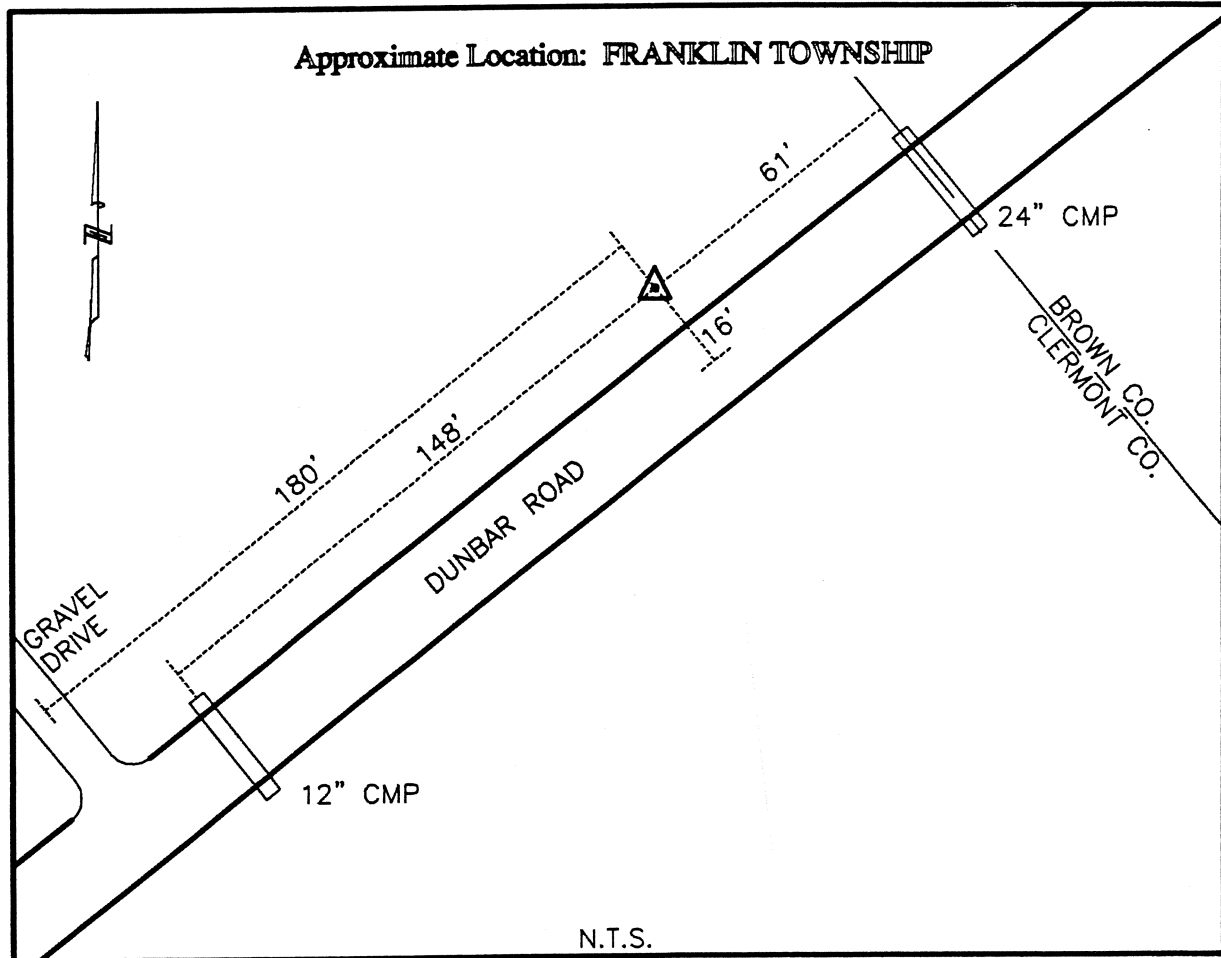 Approximate Location: FRANKLIN TOWNSHIP
61'
24" CMP
16'
BROWN CO.
CLERMONT CO.
148'
180'
DUNBAR ROAD
GRAVEL
DRIVE
12" CMP
N.T.S.